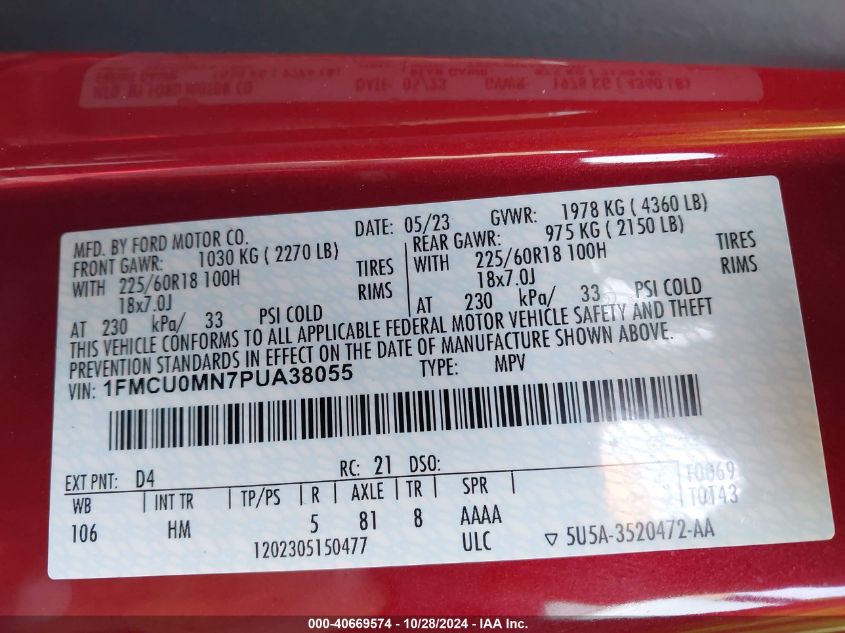 MFD. BY FORD MOTOR CO. DATE: 05/23 GVWR: 1978 KG ( 4360 LB)
FRONT GAWR: 1030 KG ( 2270 LB) REAR GAWR: 975 KG ( 2150 LB)
WITH 225/60R18 100H TIRES WITH 225/60R18 100H TIRES
18x7.0J RIMS 18x7.0J RIMS
AT 230 kPa/ 33 PSI COLD AT 230 kPa/ 33 PSI COLD
THIS VEHICLE CONFORMS TO ALL APPLICABLE FEDERAL MOTOR VEHICLE SAFETY AND THEFT
PREVENTION STANDARDS IN EFFECT ON THE DATE OF MANUFACTURE SHOWN ABOVE.
VIN: 1FMCU0MN7PUA38055 TYPE: MPV
EXT PNT: D4 RC: 21 DSO: T0069
WB INT TR TP/PS R AXLE TR SPR T0143
106 HM 5 81 8 AAAA
1202305150477 ULC ▽ 5U5A-3520472-AA
000-40669574 - 10/28/2024 - IAA Inc.